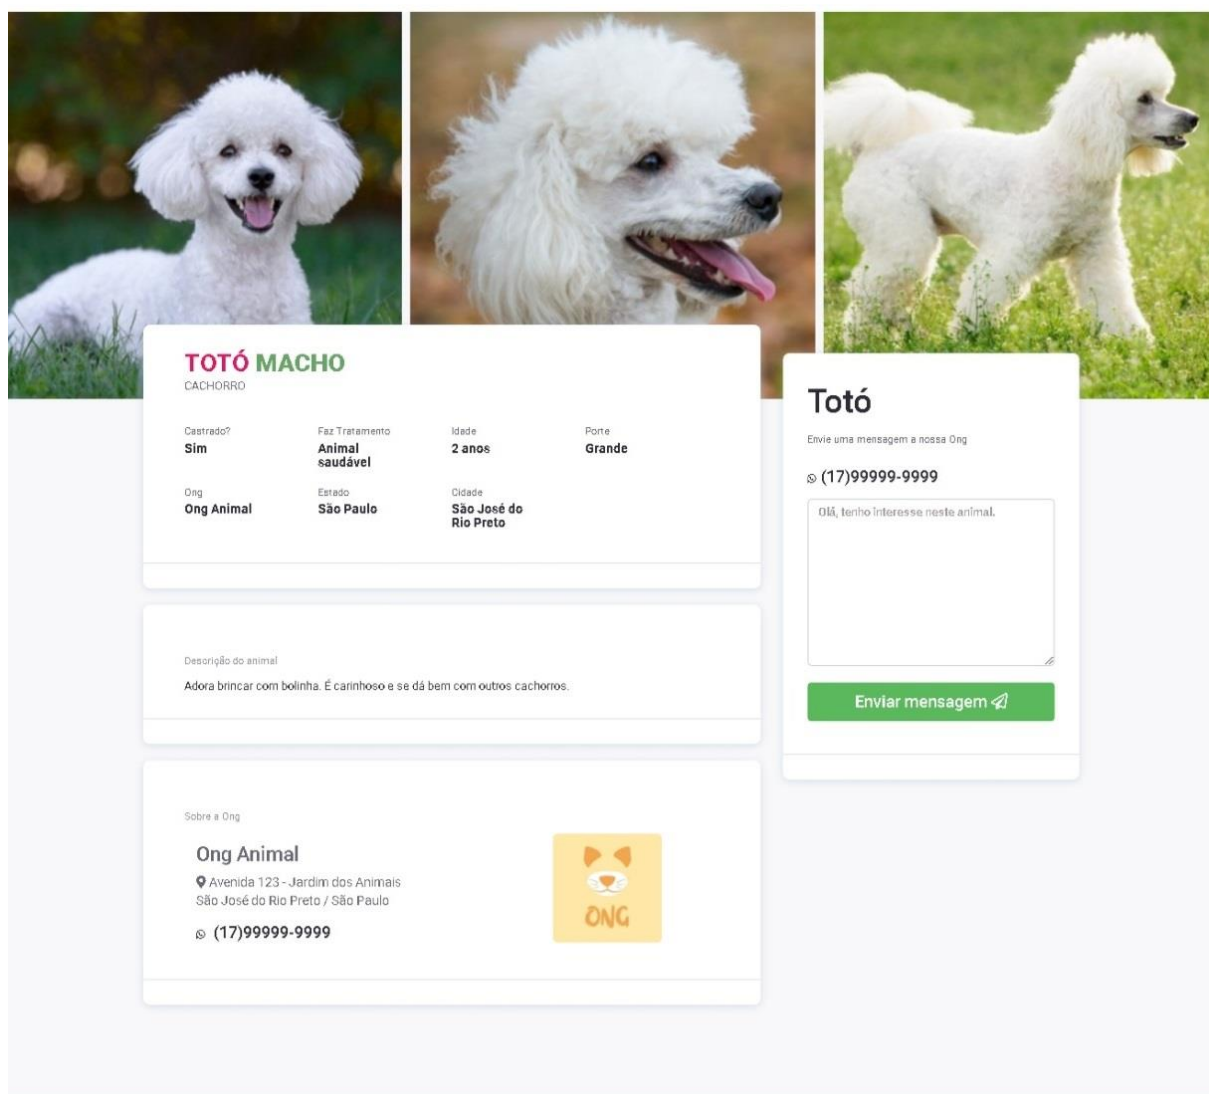 TOTÓ MACHO
CACHORRO
Castrado?
Sim
Faz Tratamento
Animal
saudável
Idade
2 anos
Porte
Grande
Ong
Ong Animal
Estado
São Paulo
Cidade
São José do
Rio Preto
Descrição do animal
Adora brincar com bolinha. É carinhoso e se dá bem com outros cachorros.
Sobre a Ong
Ong Animal
Avenida 123 - Jardim dos Animais
São José do Rio Preto / São Paulo
(17)99999-9999
ONG
Totó
Envie uma mensagem a nossa Ong
(17)99999-9999
Olá, tenho interesse neste animal.
Enviar mensagem